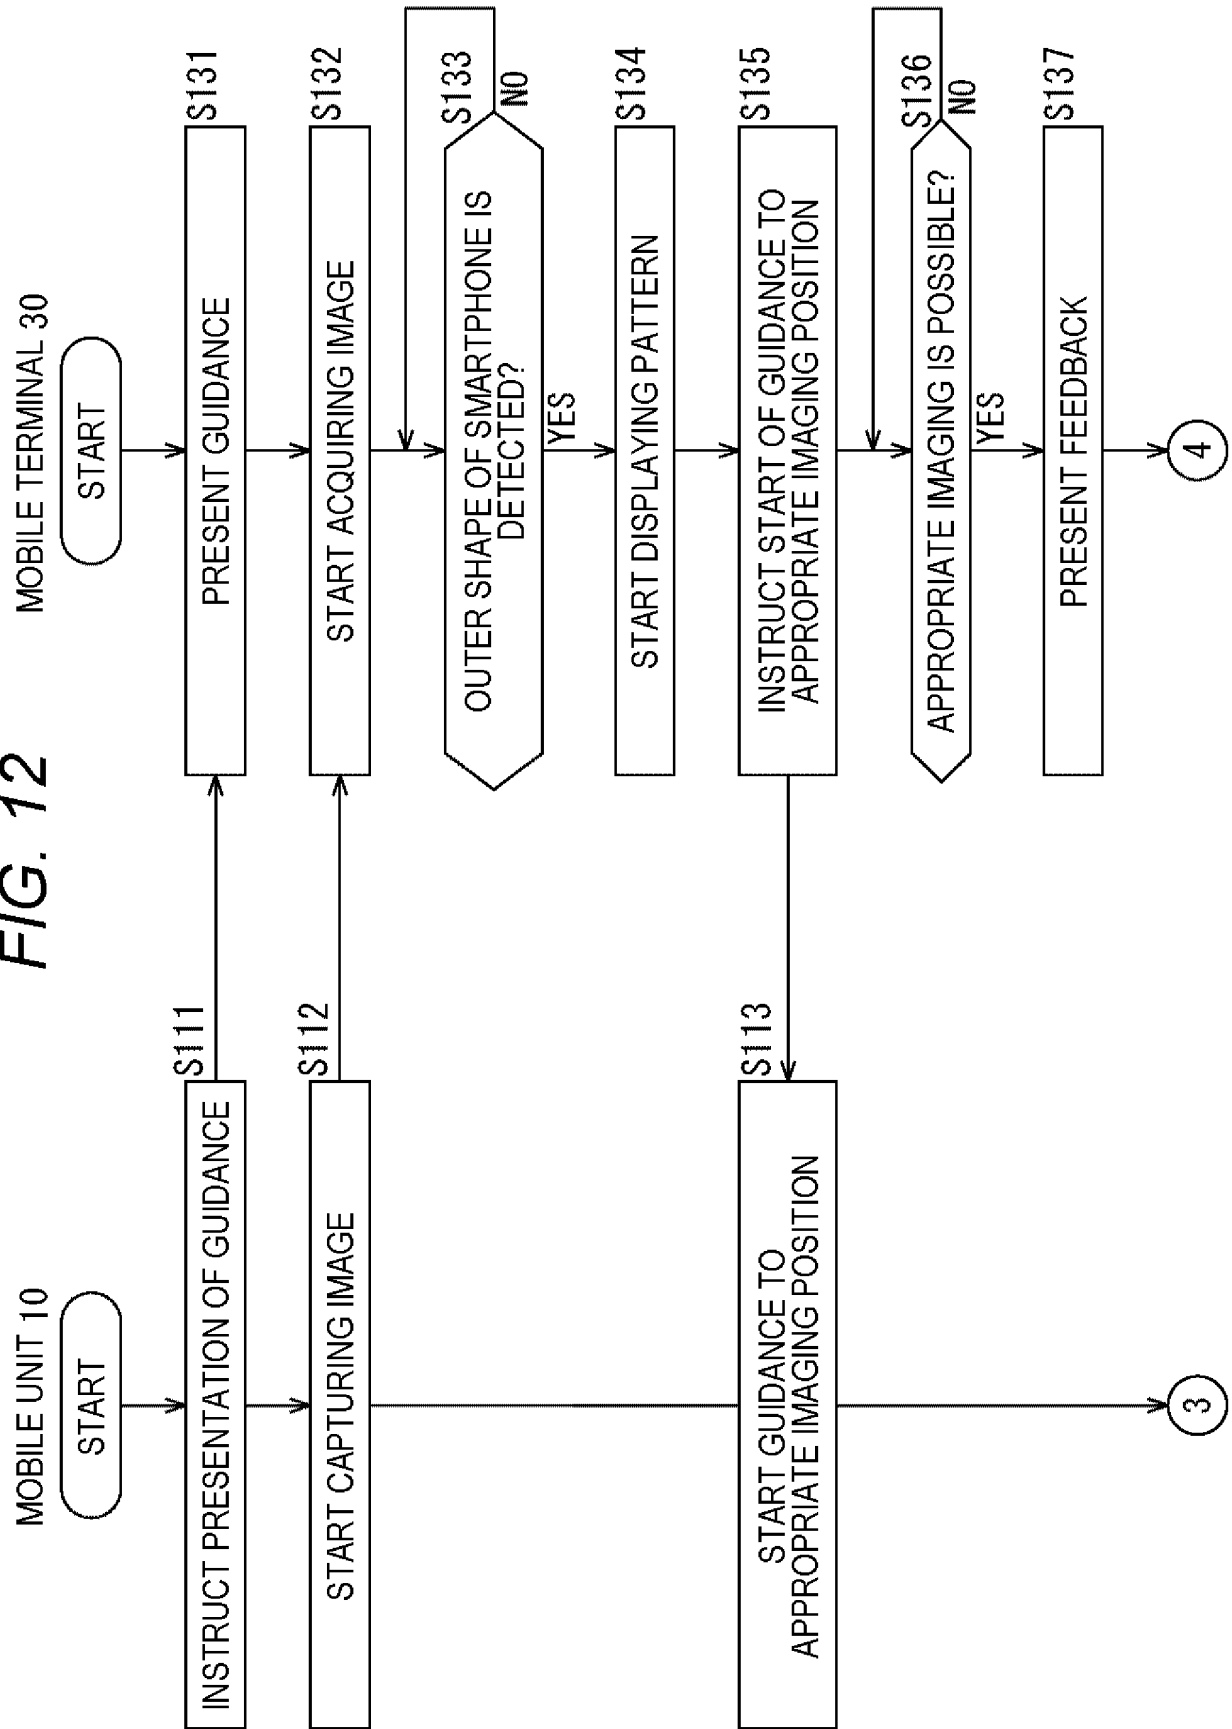 FIG. 12
MOBILE UNIT 10
START
S111
INSTRUCT PRESENTATION OF GUIDANCE
S112
START CAPTURING IMAGE
S113
START GUIDANCE TO
APPROPRIATE IMAGING POSITION
3
MOBILE TERMINAL 30
START
S131
PRESENT GUIDANCE
S132
START ACQUIRING IMAGE
S133
OUTER SHAPE OF SMARTPHONE IS
DETECTED?
NO
YES
S134
START DISPLAYING PATTERN
S135
INSTRUCT START OF GUIDANCE TO
APPROPRIATE IMAGING POSITION
S136
APPROPRIATE IMAGING IS POSSIBLE?
NO
YES
S137
PRESENT FEEDBACK
4